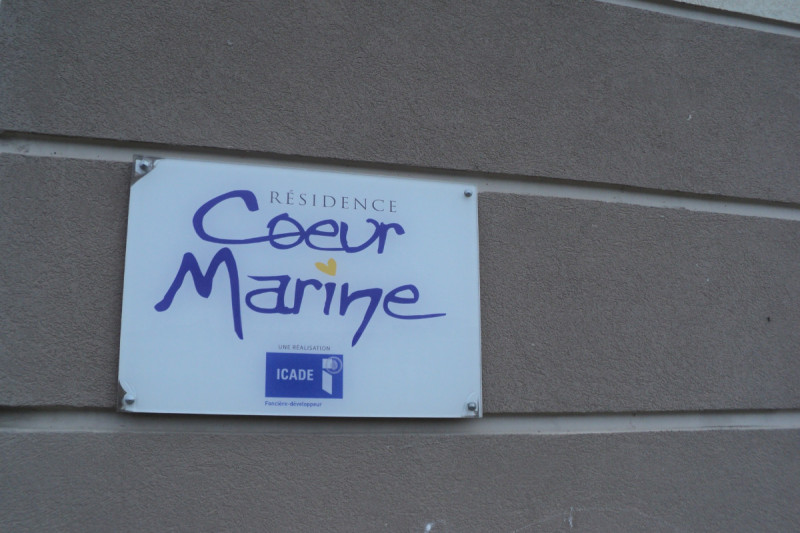 RÉSIDENCE
Coeur
Marine
UNE RÉALISATION
ICADE
Foncière-développeur